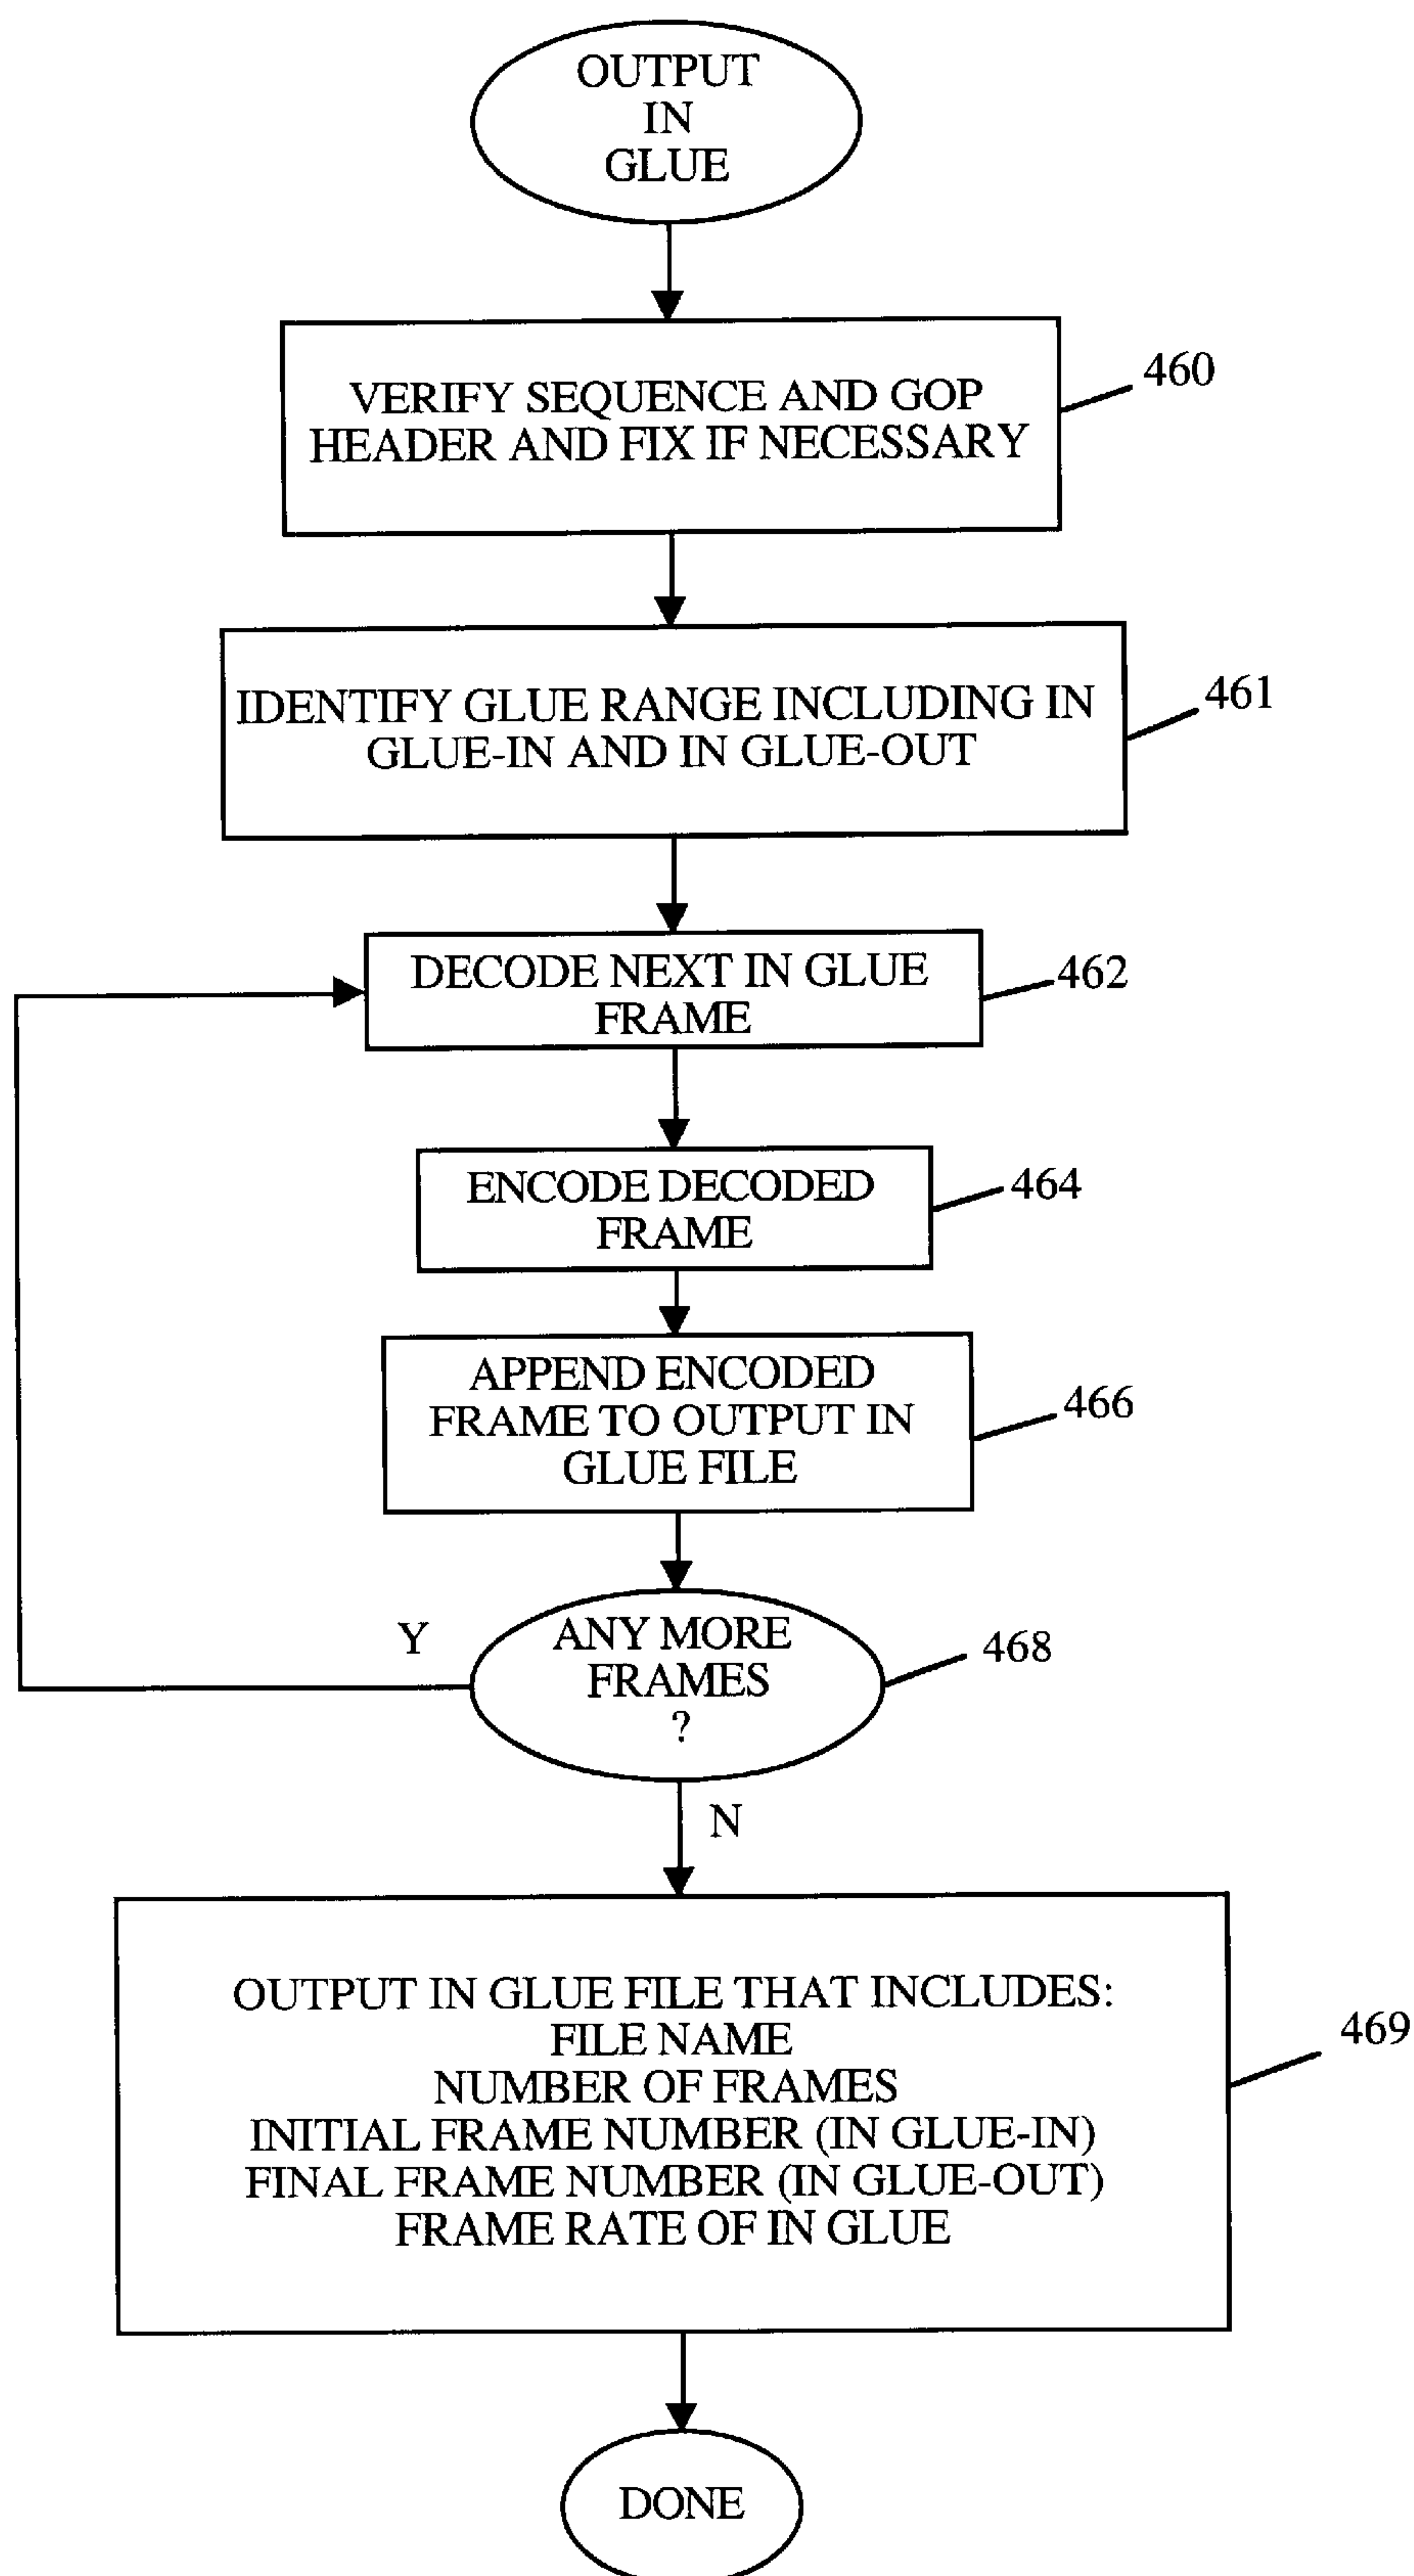 OUTPUT
IN
GLUE
VERIFY SEQUENCE AND GOP
HEADER AND FIX IF NECESSARY
460
IDENTIFY GLUE RANGE INCLUDING IN
GLUE-IN AND IN GLUE-OUT
461
DECODE NEXT IN GLUE
FRAME
462
ENCODE DECODED
FRAME
464
APPEND ENCODED
FRAME TO OUTPUT IN
GLUE FILE
466
Y
ANY MORE
FRAMES
?
468
N
OUTPUT IN GLUE FILE THAT INCLUDES:
FILE NAME
NUMBER OF FRAMES
INITIAL FRAME NUMBER (IN GLUE-IN)
FINAL FRAME NUMBER (IN GLUE-OUT)
FRAME RATE OF IN GLUE
469
DONE